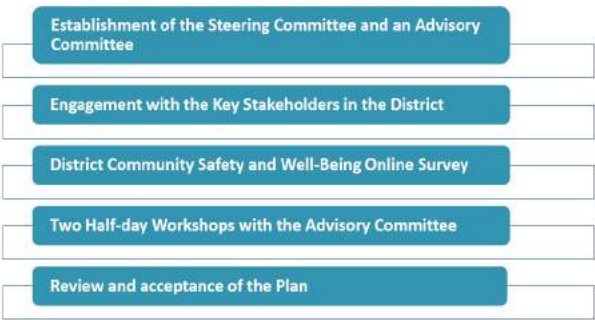 Establishment of the Steering Committee and an Advisory
Committee
Engagement with the Key Stakeholders in the District
District Community Safety and Well-Being Online Survey
Two Half-day Workshops with the Advisory Committee
Review and acceptance of the Plan